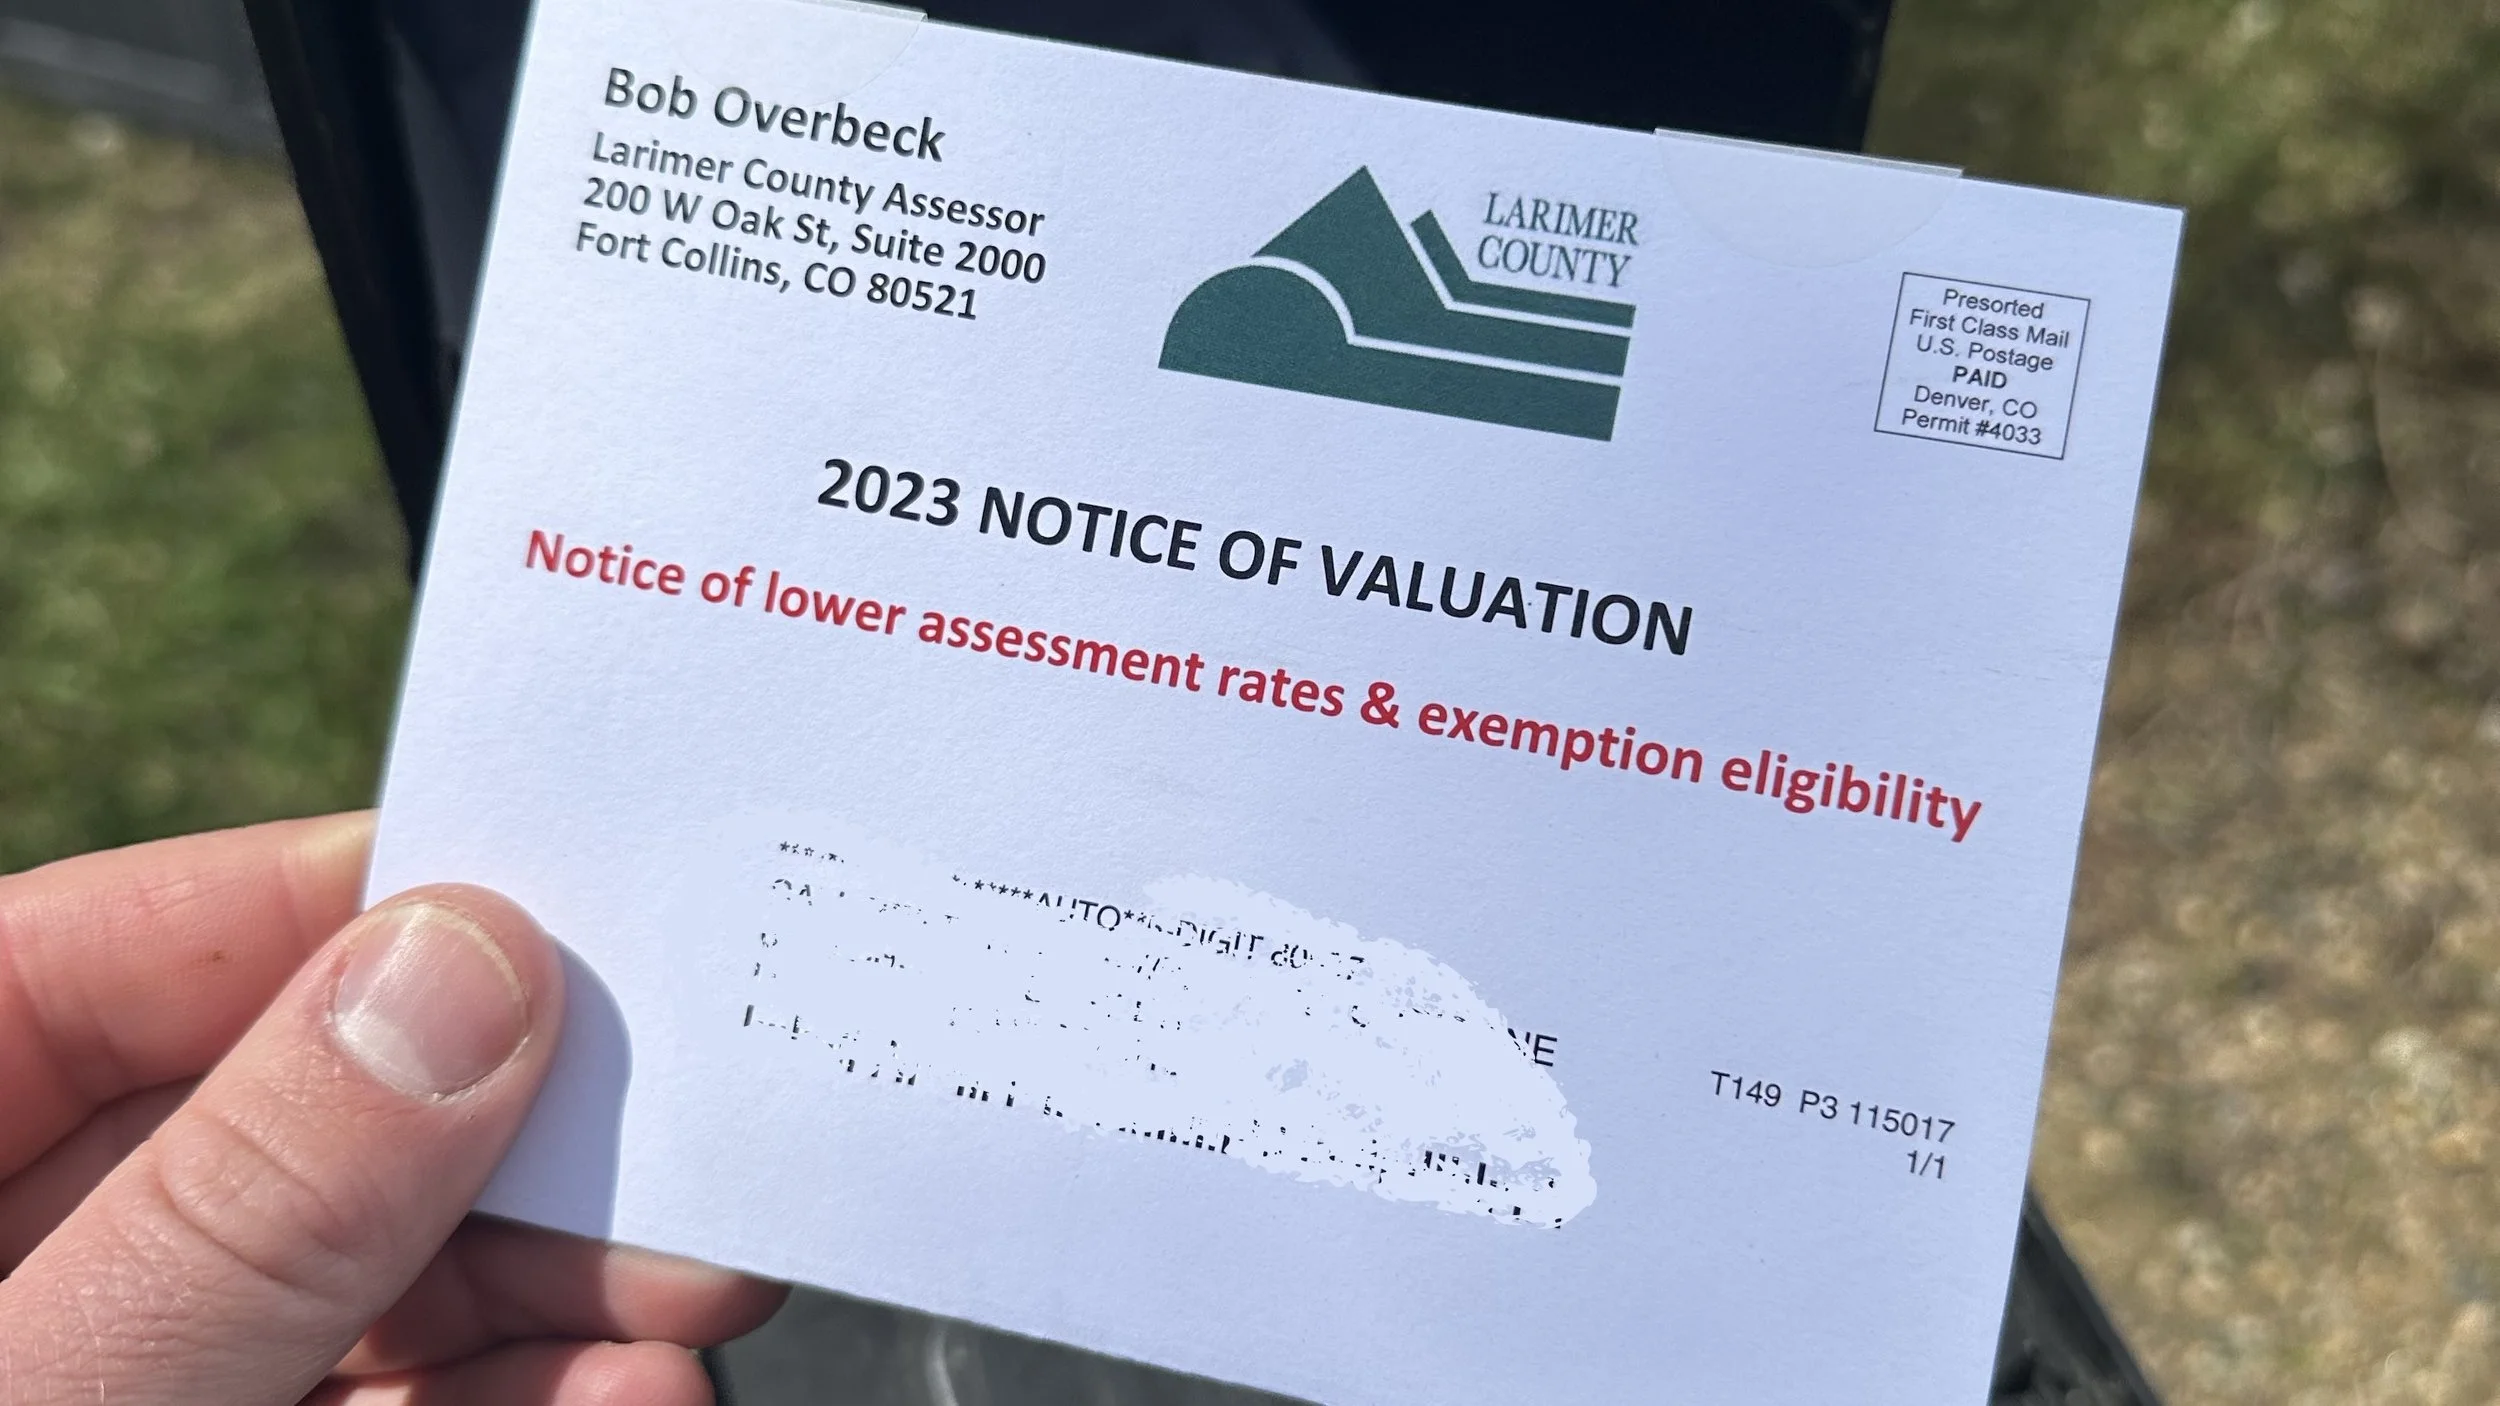 Bob Overbeck
Larimer County Assessor
200 W Oak St, Suite 2000
Fort Collins, CO 80521
LARIMER
COUNTY
Presorted
First Class Mail
U.S. Postage
PAID
Denver, CO
Permit #4033
2023 NOTICE OF VALUATION
Notice of lower assessment rates & exemption eligibility
T149 P3 115017
1/1